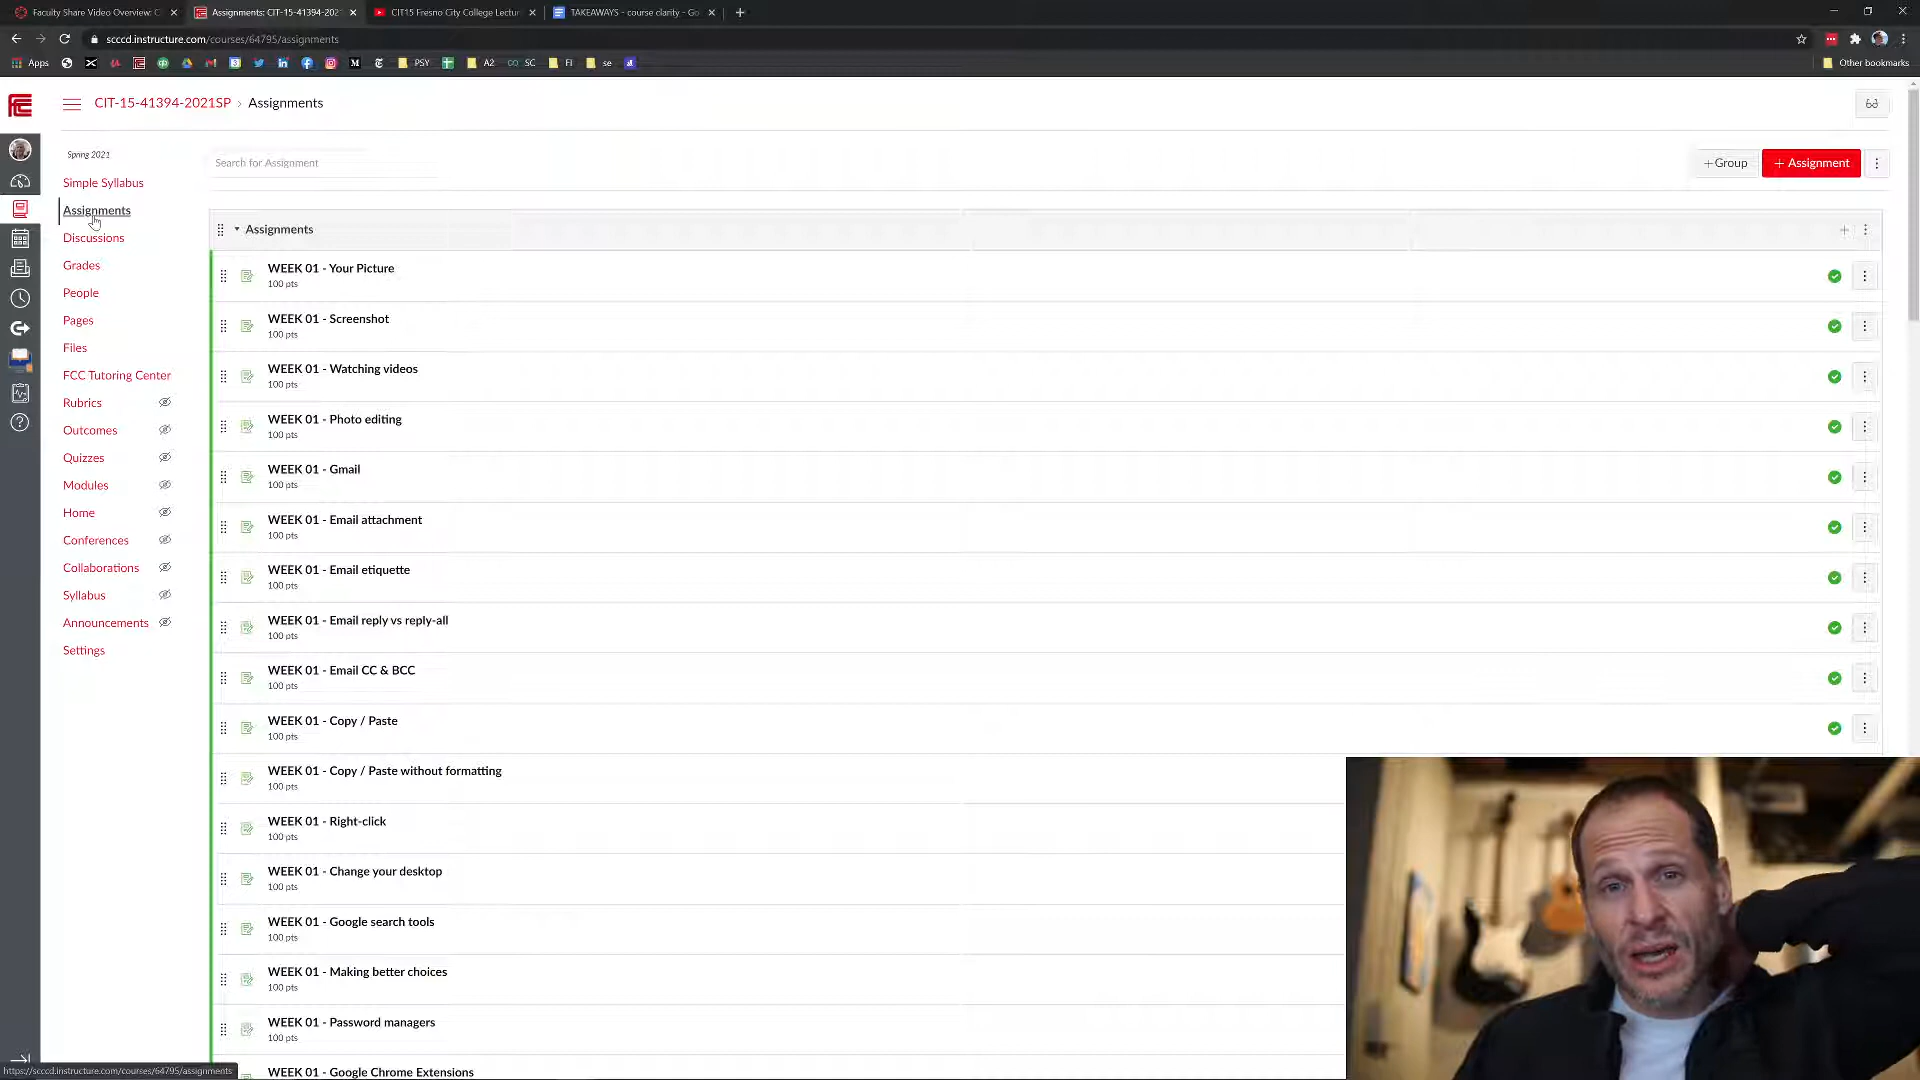 Faculty Share Video Overview: C
Assignments: CIT-15-41394-202
CIT15 Fresno City College Lectur
TAKEAWAYS - course clarity - Go
scccd.instructure.com/courses/64795/assignments
Apps
PSY
A2
SC
FI
se
Other bookmarks
CIT-15-41394-2021SP > Assignments
Spring 2021
Simple Syllabus
Assignments
Discussions
Grades
People
Pages
Files
FCC Tutoring Center
Rubrics
Outcomes
Quizzes
Modules
Home
Conferences
Collaborations
Syllabus
Announcements
Settings
Search for Assignment
+Group
+ Assignment
Assignments
WEEK 01 - Your Picture
100 pts
WEEK 01 - Screenshot
100 pts
WEEK 01 - Watching videos
100 pts
WEEK 01 - Photo editing
100 pts
WEEK 01 - Gmail
100 pts
WEEK 01 - Email attachment
100 pts
WEEK 01 - Email etiquette
100 pts
WEEK 01 - Email reply vs reply-all
100 pts
WEEK 01 - Email CC & BCC
100 pts
WEEK 01 - Copy / Paste
100 pts
WEEK 01 - Copy / Paste without formatting
100 pts
WEEK 01 - Right-click
100 pts
WEEK 01 - Change your desktop
100 pts
WEEK 01 - Google search tools
100 pts
WEEK 01 - Making better choices
100 pts
WEEK 01 - Password managers
100 pts
WEEK 01 - Google Chrome Extensions
https://scccd.instructure.com/courses/64795/assignments